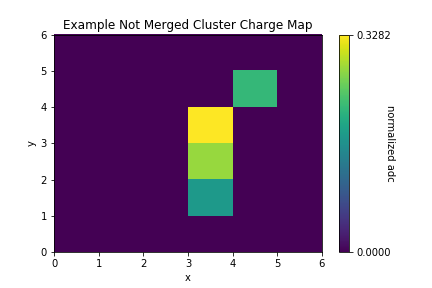 Example Not Merged Cluster Charge Map
6
5
4
3
2
1
0
y
0 1 2 3 4 5 6
x
0.3282
0.0000
normalized adc